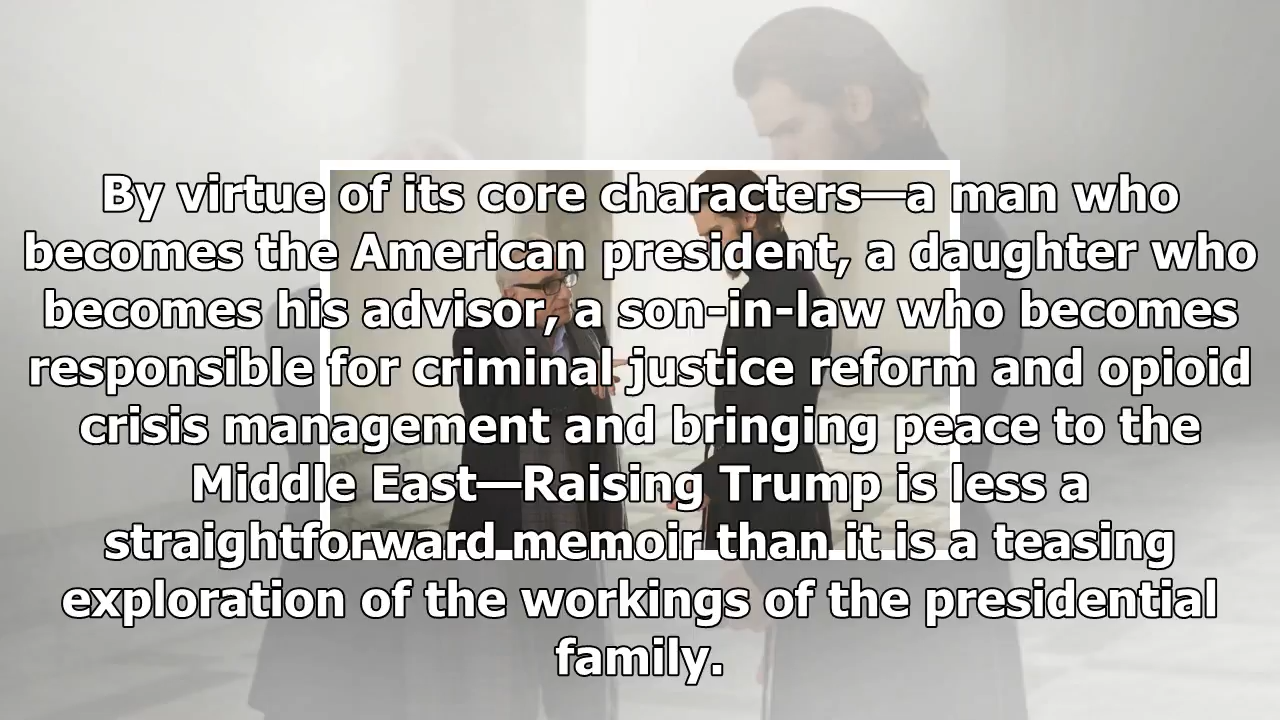 By virtue of its core characters—a man who
becomes the American president, a daughter who
becomes his advisor, a son-in-law who becomes
responsible for criminal justice reform and opioid
crisis management and bringing peace to the
Middle East—Raising Trump is less a
straightforward memoir than it is a teasing
exploration of the workings of the presidential
family.